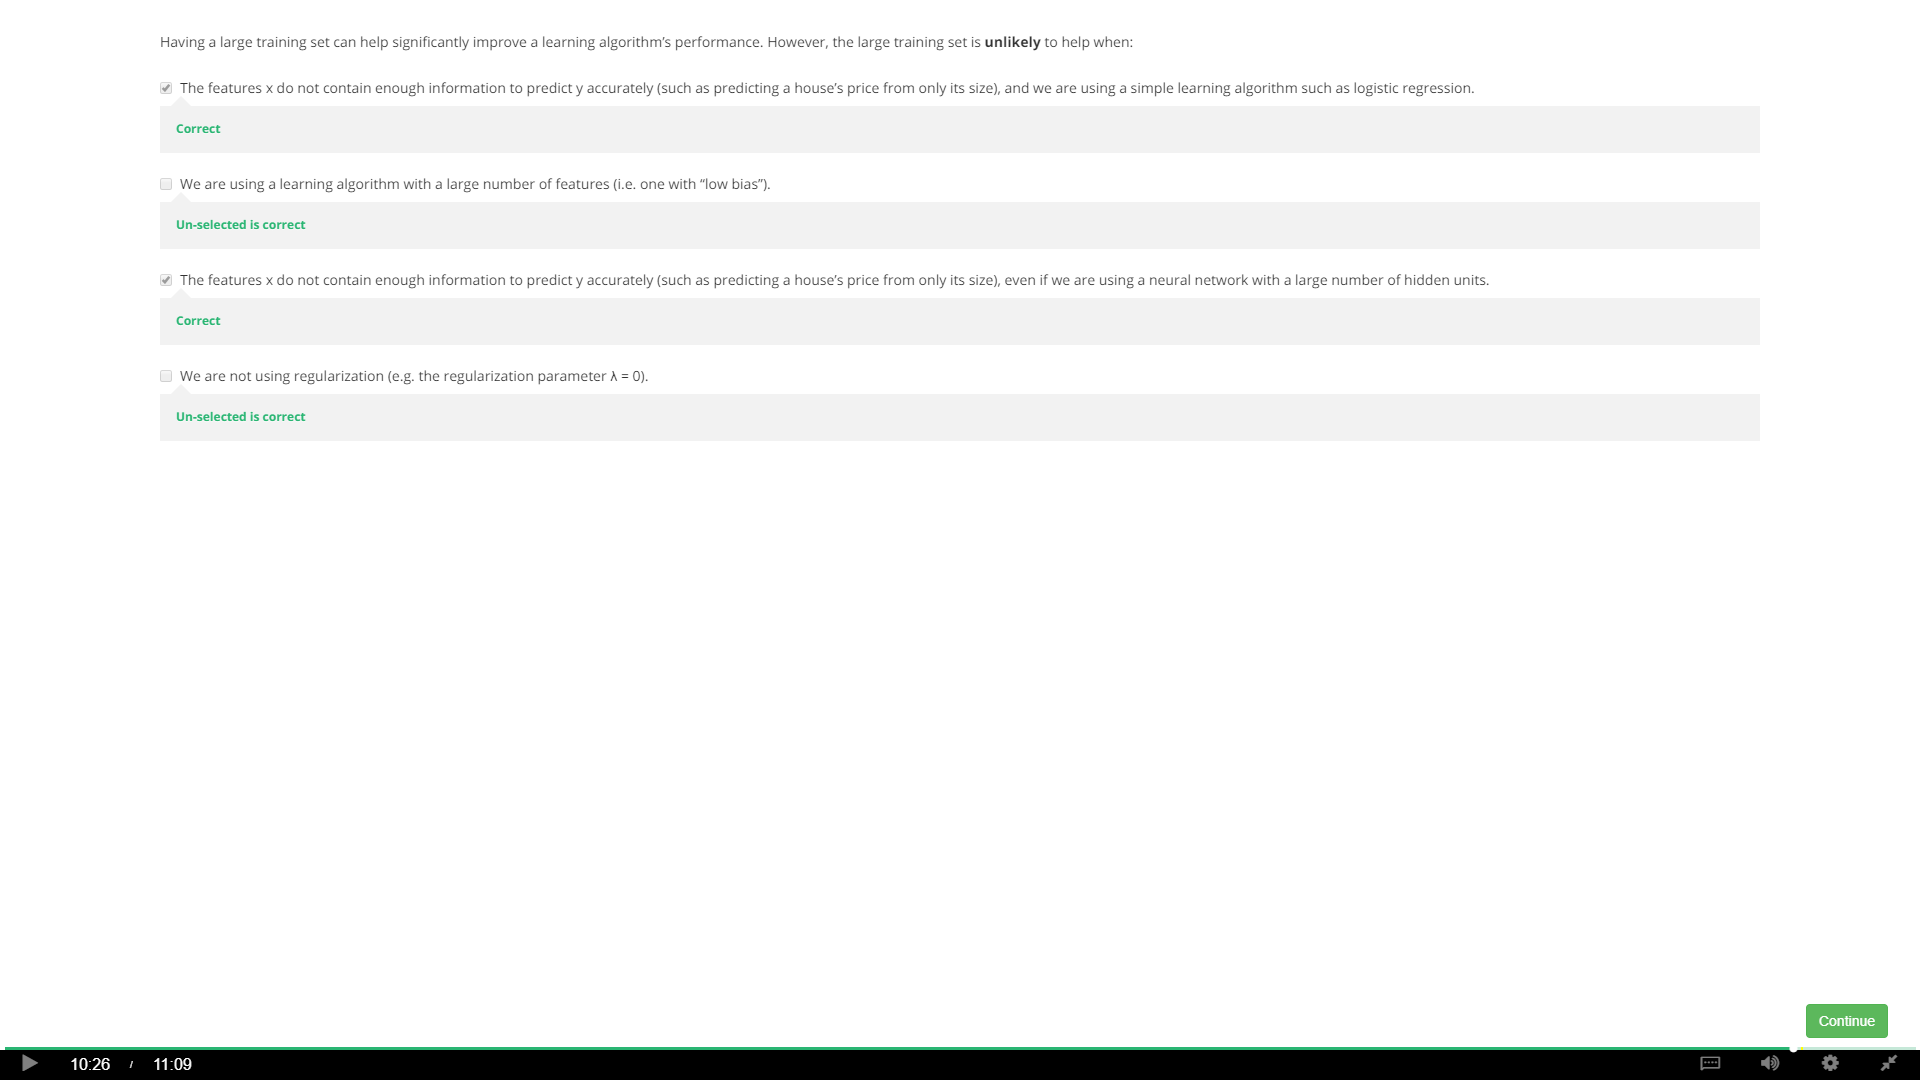 Having a large training set can help significantly improve a learning algorithm’s performance. However, the large training set is unlikely to help when:
The features x do not contain enough information to predict y accurately (such as predicting a house’s price from only its size), and we are using a simple learning algorithm such as logistic regression.
Correct
We are using a learning algorithm with a large number of features (i.e. one with “low bias”).
Un-selected is correct
The features x do not contain enough information to predict y accurately (such as predicting a house’s price from only its size), even if we are using a neural network with a large number of hidden units.
Correct
We are not using regularization (e.g. the regularization parameter λ = 0).
Un-selected is correct
Continue
10:26 / 11:09